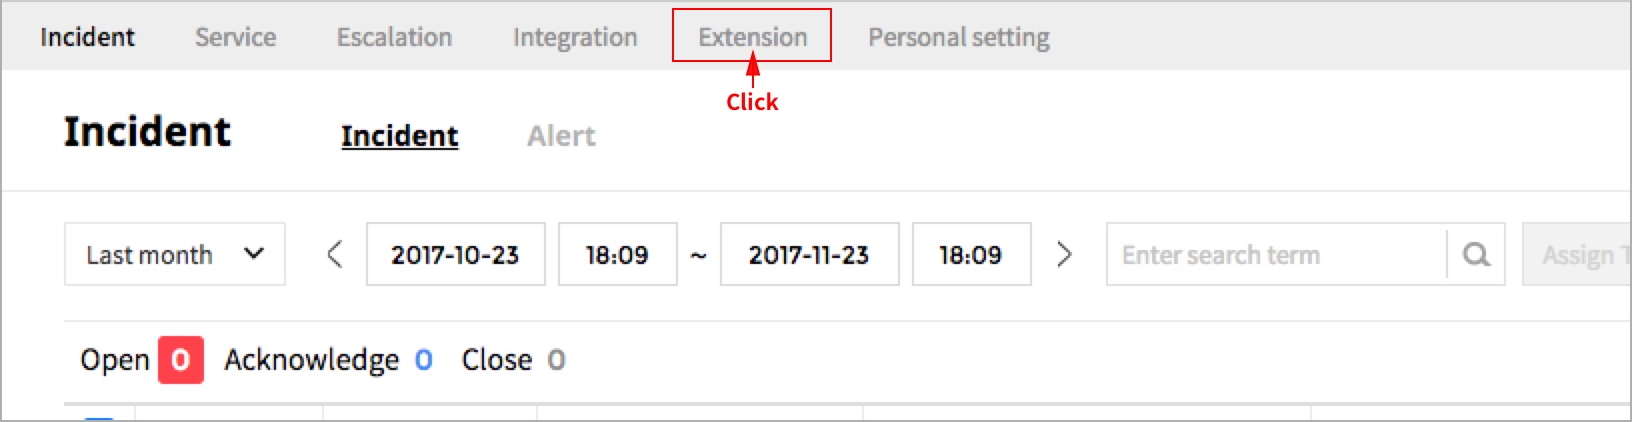 Incident Service Escalation Integration Extension Personal setting
Click
Incident Incident Alert
Last month 2017-10-23 18:09 ~ 2017-11-23 18:09 Enter search term Assign
Open 0 Acknowledge 0 Close 0